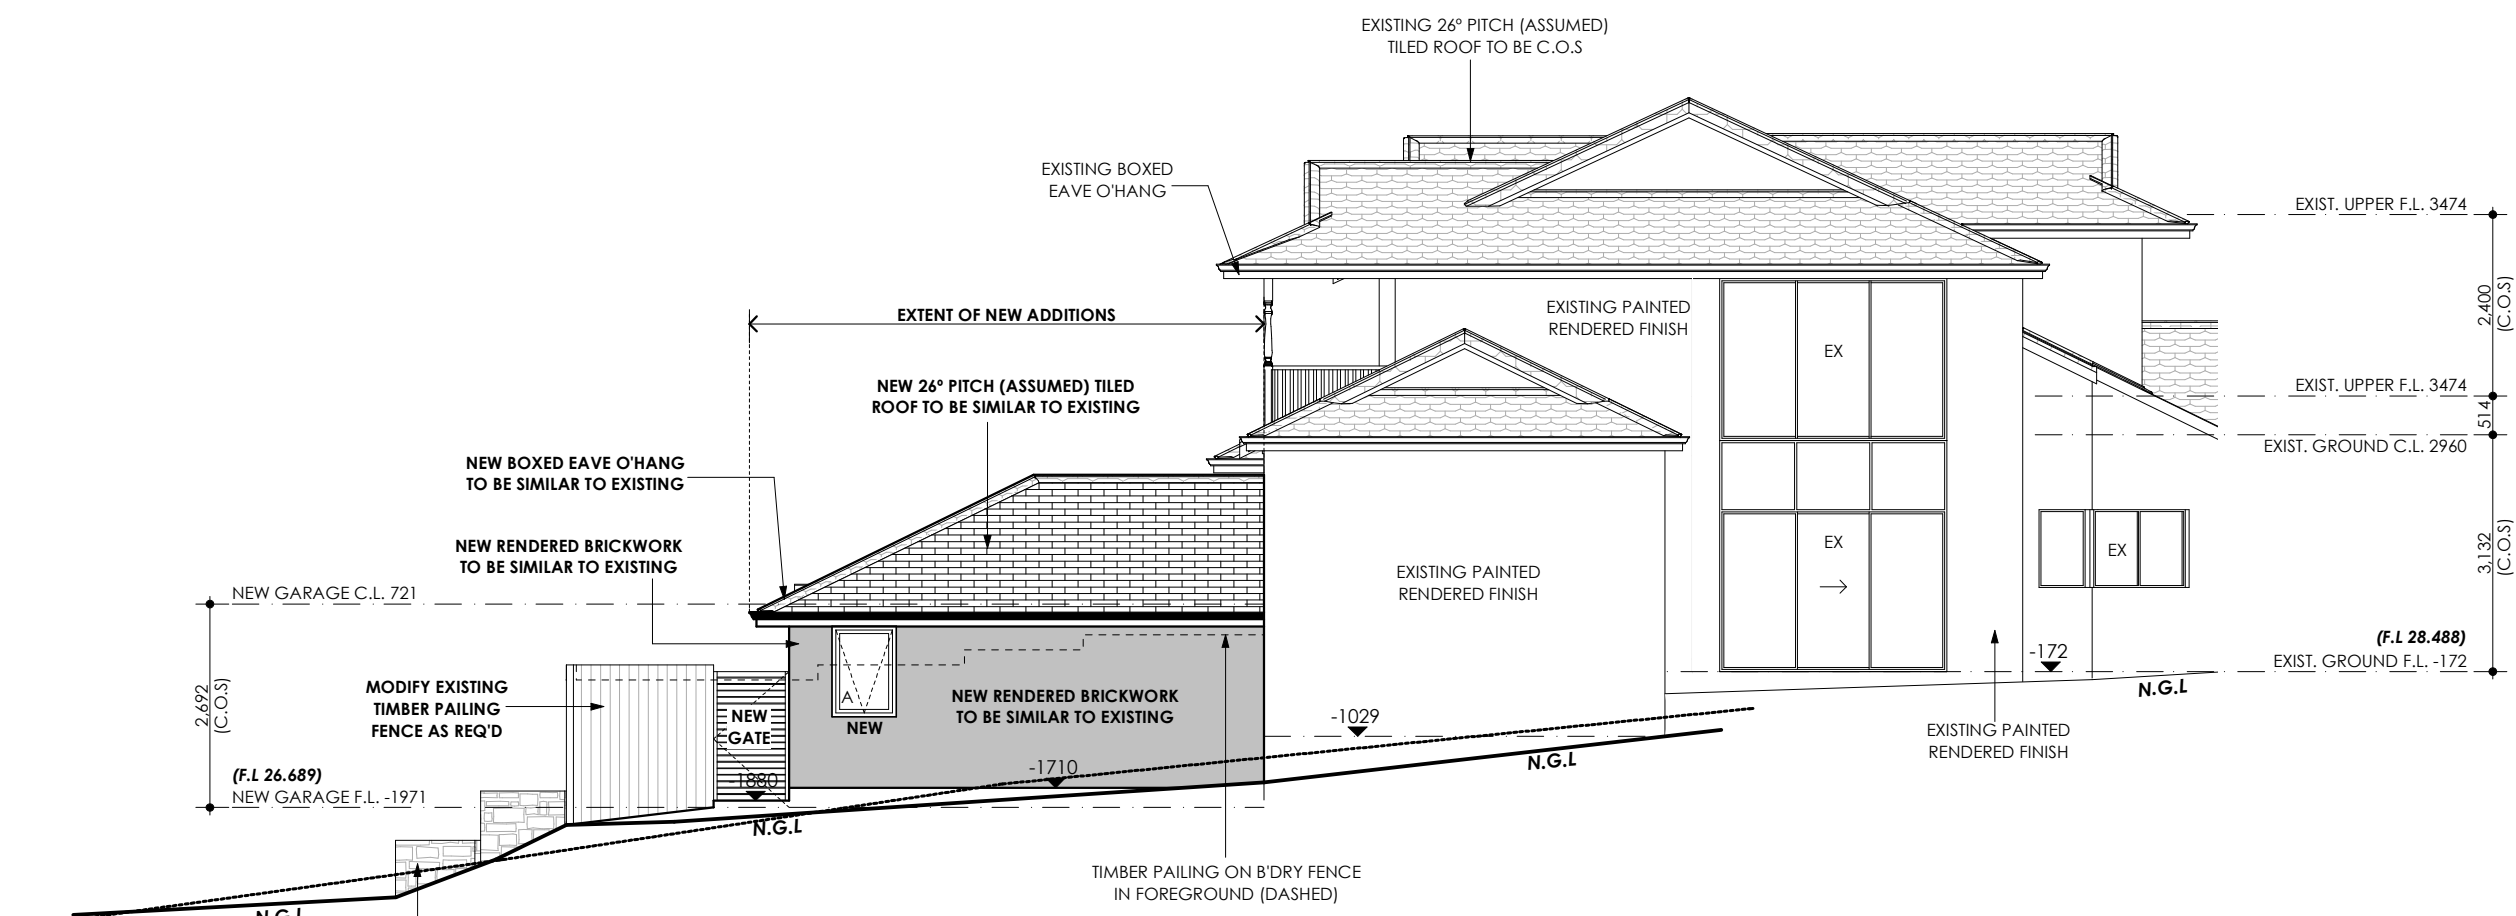 EXISTING 26º PITCH (ASSUMED)
TILED ROOF TO BE C.O.S
EXISTING BOXED
EAVE O'HANG
EXIST. UPPER F.L. 3474
2,400
(C.O.S)
EXTENT OF NEW ADDITIONS
EXISTING PAINTED
RENDERED FINISH
EX
NEW 26º PITCH (ASSUMED) TILED
ROOF TO BE SIMILAR TO EXISTING
EXIST. UPPER F.L. 3474
514
EXIST. GROUND C.L. 2960
NEW BOXED EAVE O'HANG
TO BE SIMILAR TO EXISTING
NEW RENDERED BRICKWORK
TO BE SIMILAR TO EXISTING
EX
EX
3,132
(C.O.S)
EXISTING PAINTED
RENDERED FINISH
NEW GARAGE C.L. 721
(F.L 28.488)
-172
EXIST. GROUND F.L. -172
N.G.L
2,692
(C.O.S)
MODIFY EXISTING
TIMBER PAILING
FENCE AS REQ'D
A
NEW
NEW
GATE
NEW RENDERED BRICKWORK
TO BE SIMILAR TO EXISTING
-1029
EXISTING PAINTED
RENDERED FINISH
N.G.L
-1710
-1880
(F.L 26.689)
NEW GARAGE F.L. -1971
N.G.L
TIMBER PAILING ON B'DRY FENCE
IN FOREGROUND (DASHED)
N.G.L